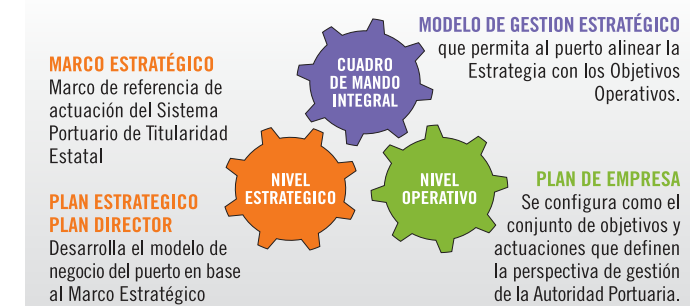 MARCO ESTRATÉGICO
Marco de referencia de
actuación del Sistema
Portuario de Titularidad
Estatal
PLAN ESTRATEGICO
PLAN DIRECTOR
Desarrolla el modelo de
negocio del puerto en base
al Marco Estratégico
CUADRO
DE MANDO
INTEGRAL
NIVEL
ESTRATEGICO
NIVEL
OPERATIVO
MODELO DE GESTION ESTRATÉGICO
que permita al puerto alinear la
Estrategia con los Objetivos
Operativos.
PLAN DE EMPRESA
Se configura como el
conjunto de objetivos y
actuaciones que definen
la perspectiva de gestión
de la Autoridad Portuaria.